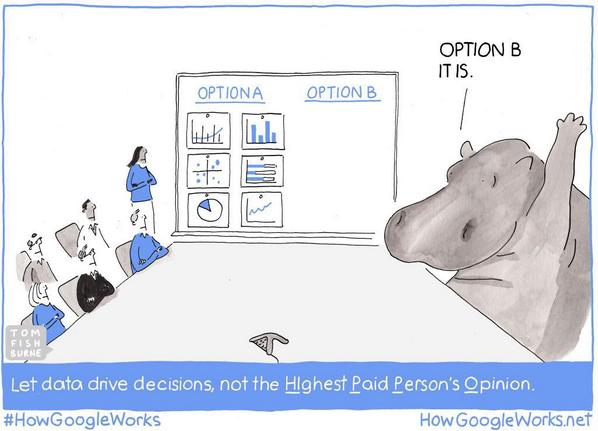 OPTION B
IT IS.
OPTION A
OPTION B
TOM
FISH
BURNE
Let data drive decisions, not the HIghest Paid Person's Opinion.
#HowGoogleWorks
HowGoogleWorks.net